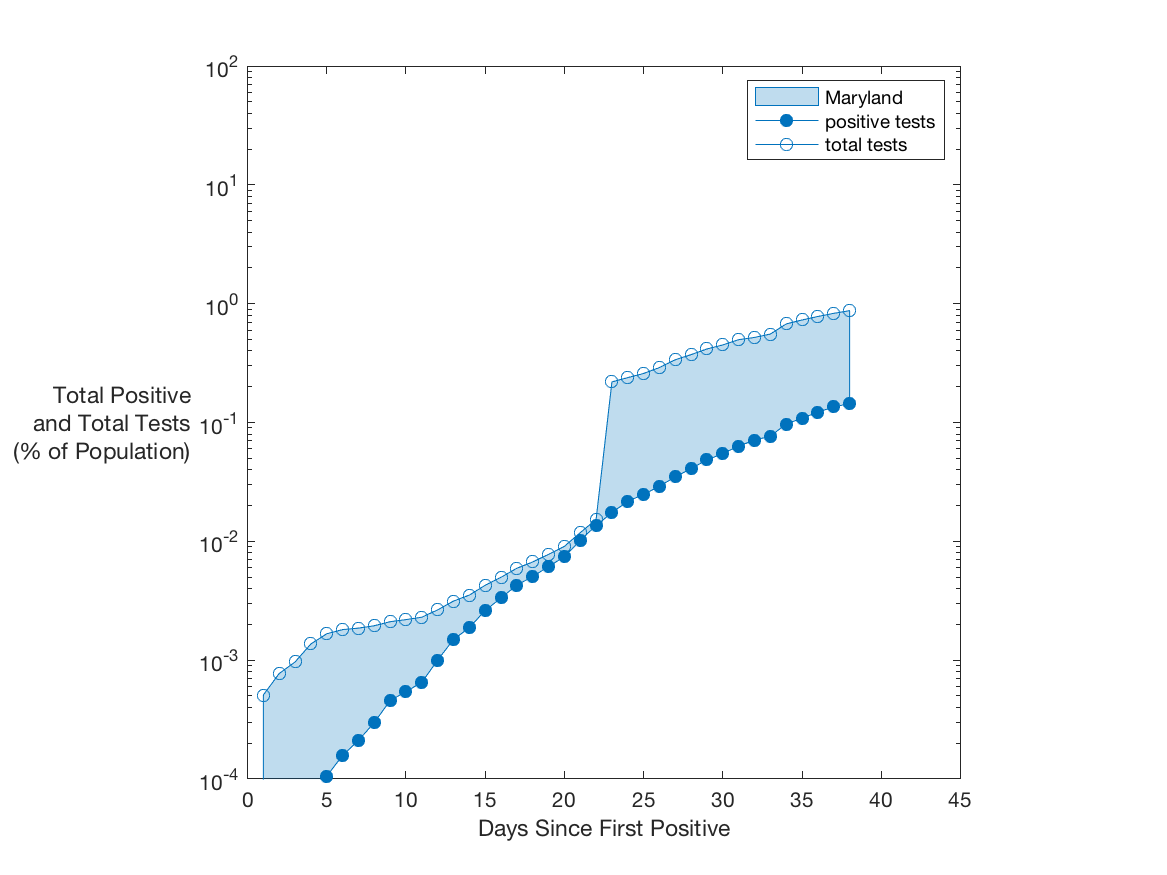 10^2
10^1
10^0
10^-1
10^-2
10^-3
10^-4
Total Positive
and Total Tests
(% of Population)
Maryland
positive tests
total tests
0 5 10 15 20 25 30 35 40 45
Days Since First Positive